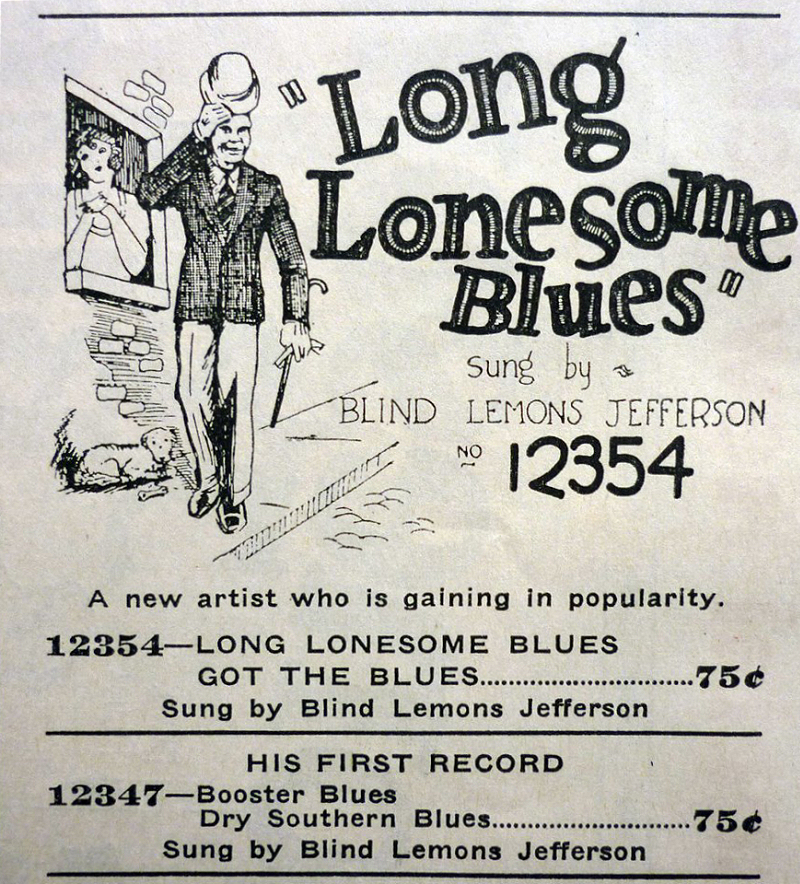 "Long
Lonesome
Blues"
sung by
BLIND LEMONS JEFFERSON
NO 12354
A new artist who is gaining in popularity.
12354—LONG LONESOME BLUES
GOT THE BLUES..............................75¢
Sung by Blind Lemons Jefferson
HIS FIRST RECORD
12347—Booster Blues
Dry Southern Blues............................75¢
Sung by Blind Lemons Jefferson